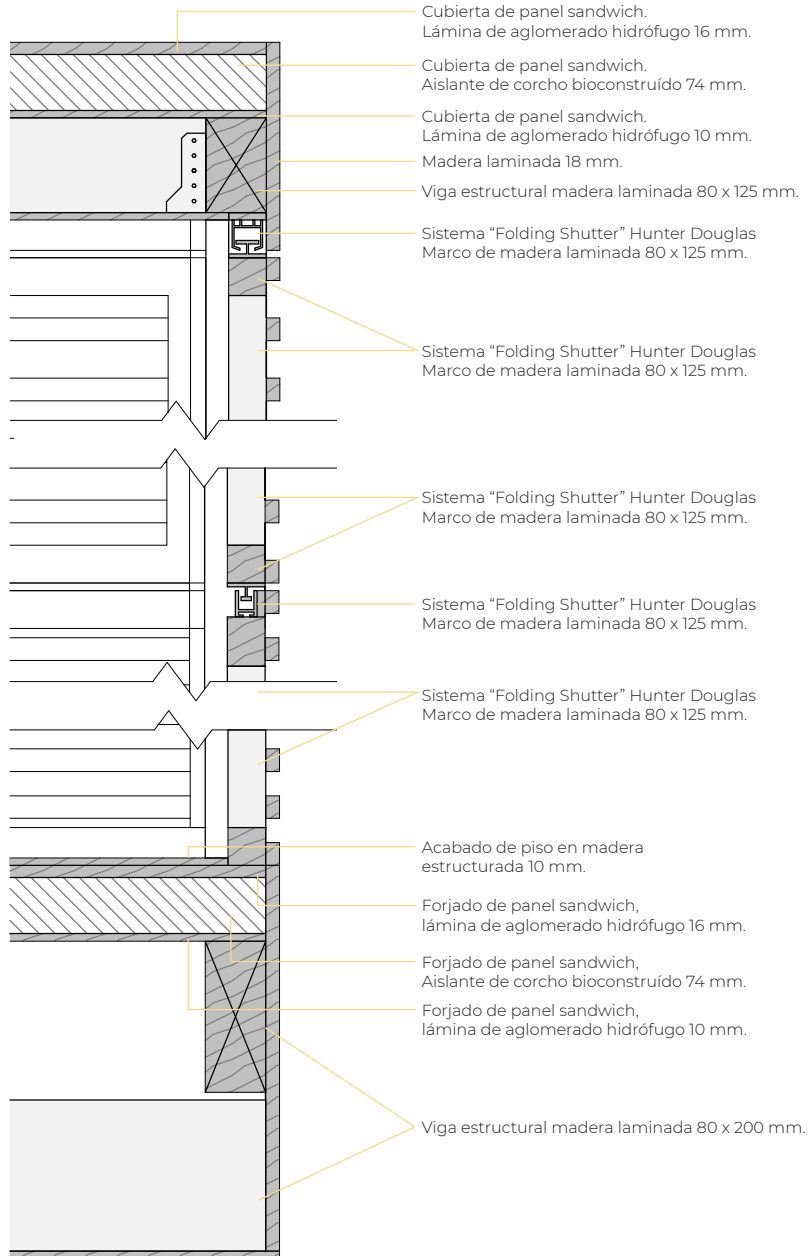 Cubierta de panel sandwich.
Lámina de aglomerado hidrófugo 16 mm.
Cubierta de panel sandwich.
Aislante de corcho bioconstruído 74 mm.
Cubierta de panel sandwich.
Lámina de aglomerado hidrófugo 10 mm.
Madera laminada 18 mm.
Viga estructural madera laminada 80 x 125 mm.
Sistema “Folding Shutter” Hunter Douglas
Marco de madera laminada 80 x 125 mm.
Sistema “Folding Shutter” Hunter Douglas
Marco de madera laminada 80 x 125 mm.
Sistema “Folding Shutter” Hunter Douglas
Marco de madera laminada 80 x 125 mm.
Sistema “Folding Shutter” Hunter Douglas
Marco de madera laminada 80 x 125 mm.
Sistema “Folding Shutter” Hunter Douglas
Marco de madera laminada 80 x 125 mm.
Acabado de piso en madera
estructurada 10 mm.
Forjado de panel sandwich,
lámina de aglomerado hidrófugo 16 mm.
Forjado de panel sandwich,
Aislante de corcho bioconstruído 74 mm.
Forjado de panel sandwich,
lámina de aglomerado hidrófugo 10 mm.
Viga estructural madera laminada 80 x 200 mm.